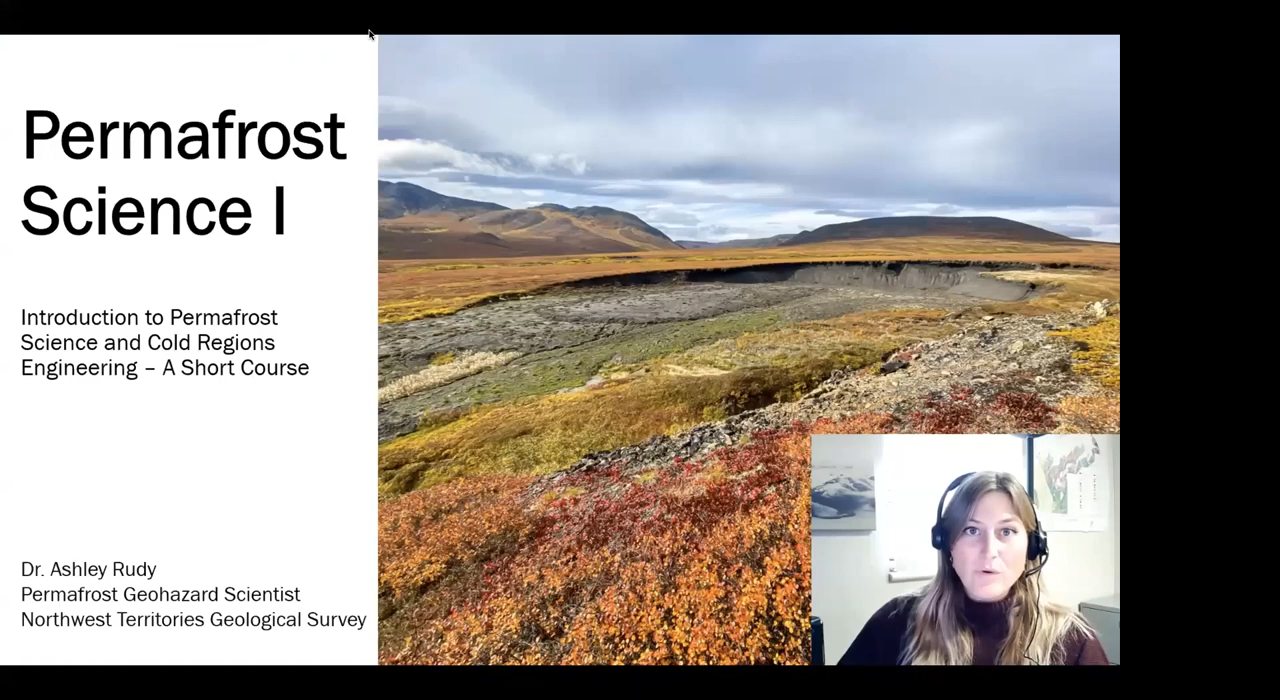 Permafrost
Science I
Introduction to Permafrost
Science and Cold Regions
Engineering – A Short Course
Dr. Ashley Rudy
Permafrost Geohazard Scientist
Northwest Territories Geological Survey